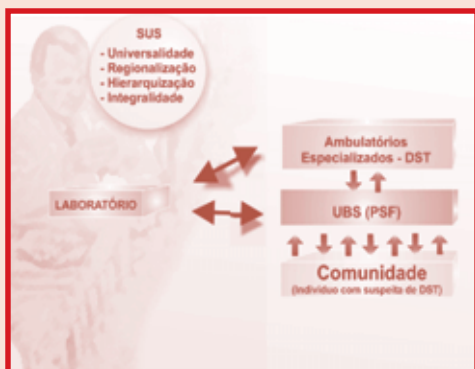 SUS
- Universalidade
- Regionalização
- Hierarquização
- Integralidade
Ambulatórios
Especializados - DST
LABORATÓRIO
UBS (PSF)
Comunidade
(Indivíduo com suspeita de DST)